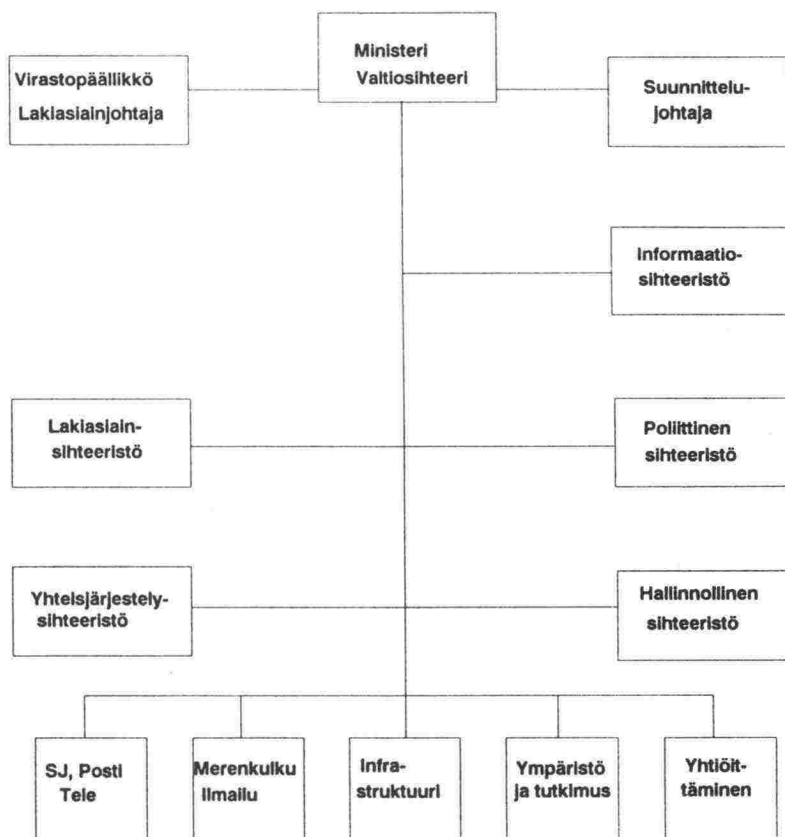 Ministeri
Valtiosihteeri
Virastopäällikkö
Lakiasiainjohtaja
Suunnittelu-
johtaja
Informaatio-
sihteeristö
Lakiasiain-
sihteeristö
Poliittinen
sihteeristö
Yhteisjärjestely-
sihteeristö
Hallinnollinen
sihteeristö
SJ, Posti
Tele
Merenkulku
Ilmailu
Infra-
struktuuri
Ympäristö
ja tutkimus
Yhtiöit-
täminen